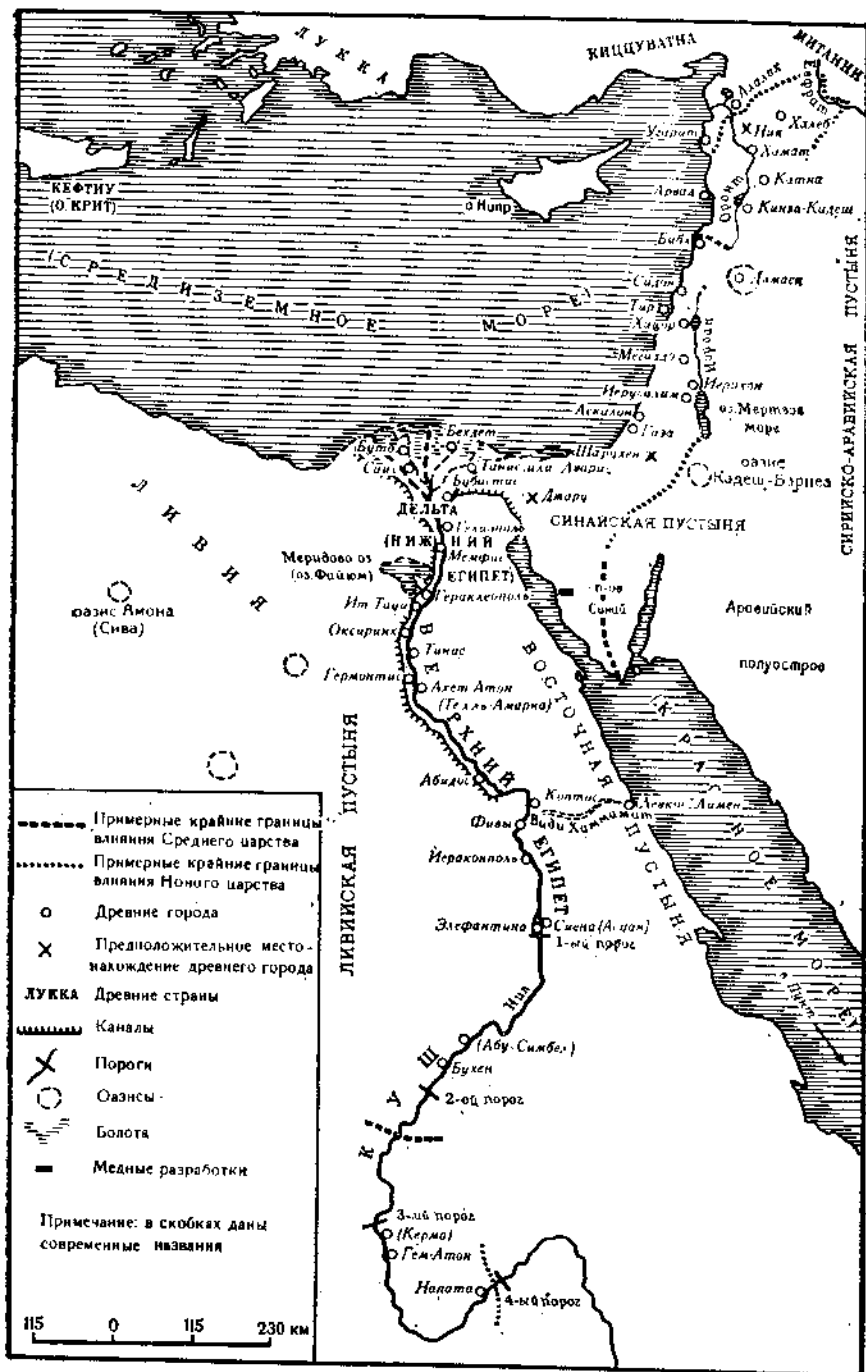 ЛУККА
КИЦЦУВАТНА
МИТАННИ
Евфрат
Алалах
Угарит
Ния
Халеб
Хамат
Арвад
Оронт
Катна
Кинза-Кадеш
КЕФТИУ
(О. КРИТ)
о Кипр
Библ
Дамаск
(СРЕДИЗЕМНОЕ МОРЕ)
Сидон
Тир
Хацор
Мегиддо
Иерихон
Иерусалим
оз. Мертвое
море
Аскалон
Газа
Шарухен
СИРИЙСКО-АРАВИЙСКАЯ ПУСТЫНЯ
оазис
Кадеш-Барнеа
Бехдет
Буто
Саис
Танис или Аварис
Бубастис
Джару
ДЕЛЬТА
СИНАЙСКАЯ ПУСТЫНЯ
Гелиополь
(НИЖНИЙ
Мемфис
ЕГИПЕТ)
Меридово оз
(оз. Файюм)
Гераклеополь
Ит Тауи
п-ов
Синай
Аравийский
полуостров
ЛИВИЯ
оазис Амона
(Сива)
Оксиринх
Тинис
Гермонтис
Ахет Атон
(Телль-Амарна)
ВЕРХНИЙ ЕГИПЕТ
ВОСТОЧНАЯ ПУСТЫНЯ
(КРАСНОЕ МОРЕ)
ЛИВИЙСКАЯ ПУСТЫНЯ
Абидос
Коптос
Левкос Лимен
Вади Хаммамат
Фивы
Иераконполь
Элефантина
Сиена (Асуан)
1-ый порог
к Пунт
Нил
(Абу-Симбел)
Бухен
2-ой порог
КУШ
3-ий порог
(Керма)
Гем-Атон
Напата
4-ый порог
Примерные крайние границы
влияния Среднего царства
Примерные крайние границы
влияния Нового царства
Древние города
Предположительное место-
нахождение древнего города
ЛУККА Древние страны
Каналы
Пороги
Оазисы
Болота
Медные разработки
Примечание: в скобках даны
современные названия
115 0 115 230 км